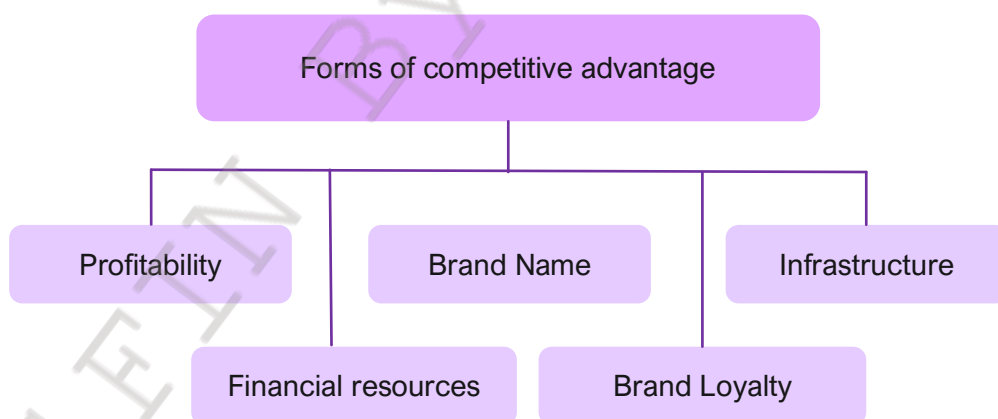 Forms of competitive advantage
Profitability
Brand Name
Infrastructure
Financial resources
Brand Loyalty